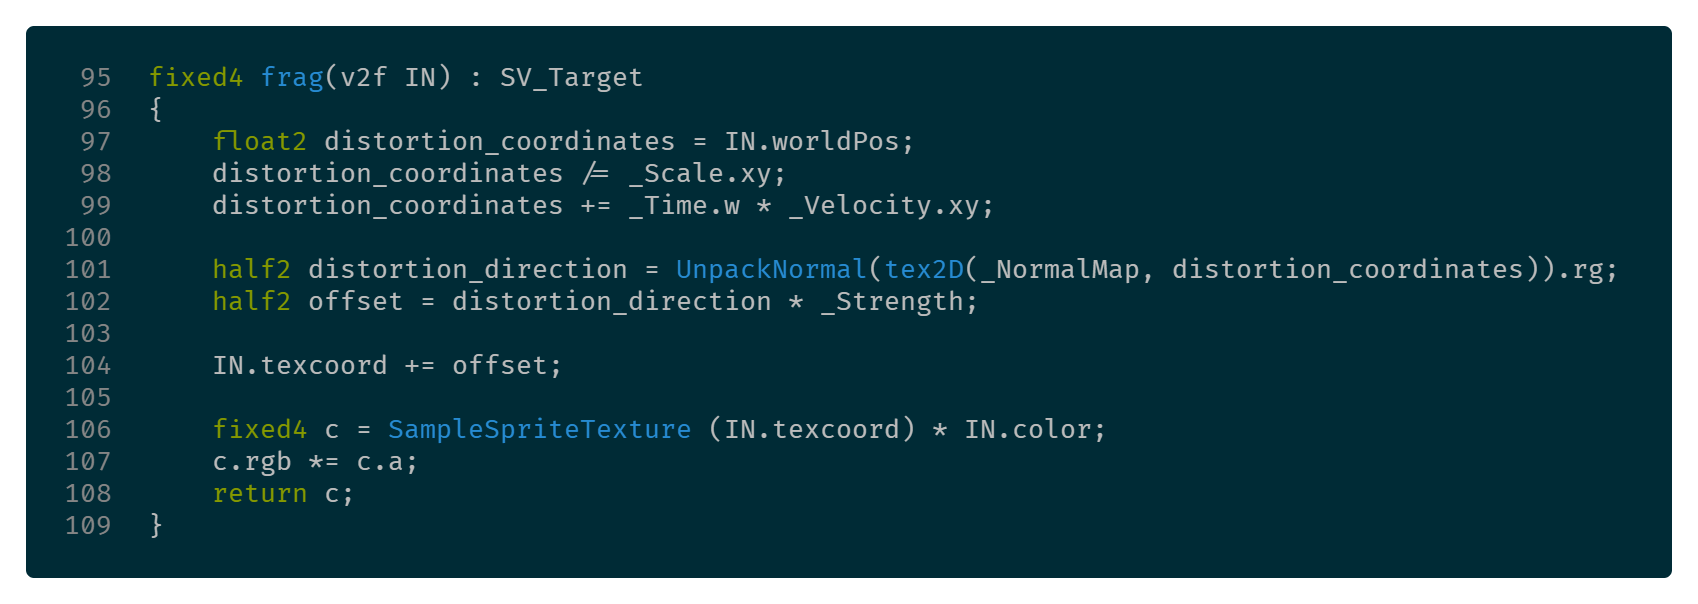 95 fixed4 frag(v2f IN) : SV_Target
96 {
97     float2 distortion_coordinates = IN.worldPos;
98     distortion_coordinates /= _Scale.xy;
99     distortion_coordinates += _Time.w * _Velocity.xy;
100
101     half2 distortion_direction = UnpackNormal(tex2D(_NormalMap, distortion_coordinates)).rg;
102     half2 offset = distortion_direction * _Strength;
103
104     IN.texcoord += offset;
105
106     fixed4 c = SampleSpriteTexture (IN.texcoord) * IN.color;
107     c.rgb *= c.a;
108     return c;
109 }